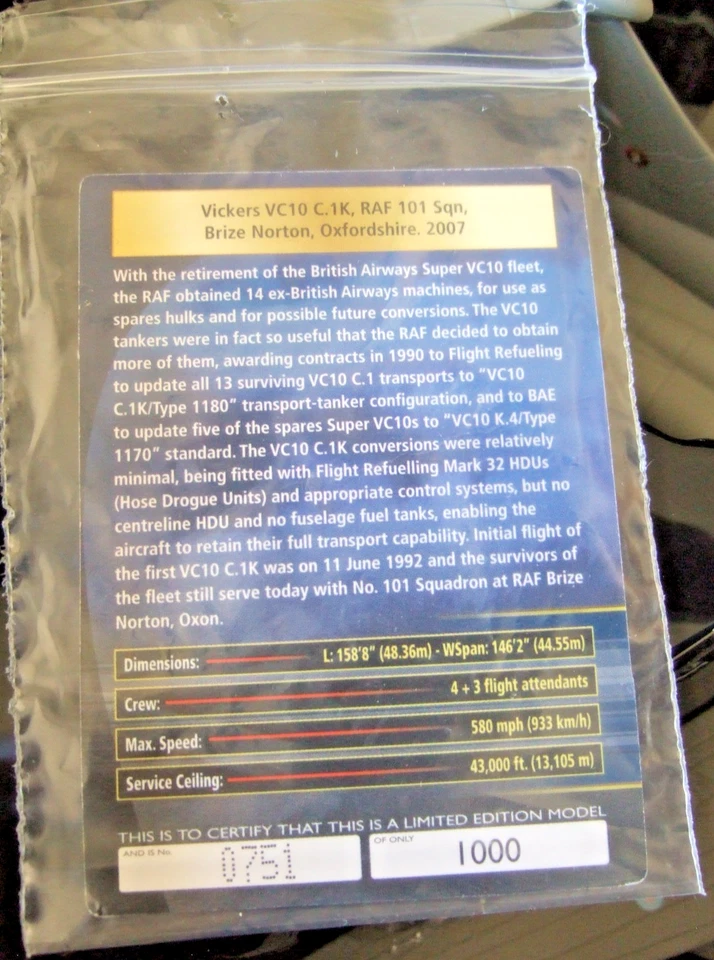 Vickers VC10 C.1K, RAF 101 Sqn,
Brize Norton, Oxfordshire. 2007
With the retirement of the British Airways Super VC10 fleet,
the RAF obtained 14 ex-British Airways machines, for use as
spares hulks and for possible future conversions. The VC10
tankers were in fact so useful that the RAF decided to obtain
more of them, awarding contracts in 1990 to Flight Refueling
to update all 13 surviving VC10 C.1 transports to "VC10
C.1K/Type 1180" transport-tanker configuration, and to BAE
to update five of the spares Super VC10s to "VC10 K.4/Type
1170" standard. The VC10 C.1K conversions were relatively
minimal, being fitted with Flight Refuelling Mark 32 HDUs
(Hose Drogue Units) and appropriate control systems, but no
centreline HDU and no fuselage fuel tanks, enabling the
aircraft to retain their full transport capability. Initial flight of
the first VC10 C.1K was on 11 June 1992 and the survivors of
the fleet still serve today with No. 101 Squadron at RAF Brize
Norton, Oxon.
Dimensions: L: 158'8" (48.36m) - WSpan: 146'2" (44.55m)
Crew: 4 + 3 flight attendants
Max. Speed: 580 mph (933 km/h)
Service Ceiling: 43,000 ft. (13,105 m)
THIS IS TO CERTIFY THAT THIS IS A LIMITED EDITION MODEL
AND IS No. 0751 OF ONLY 1000